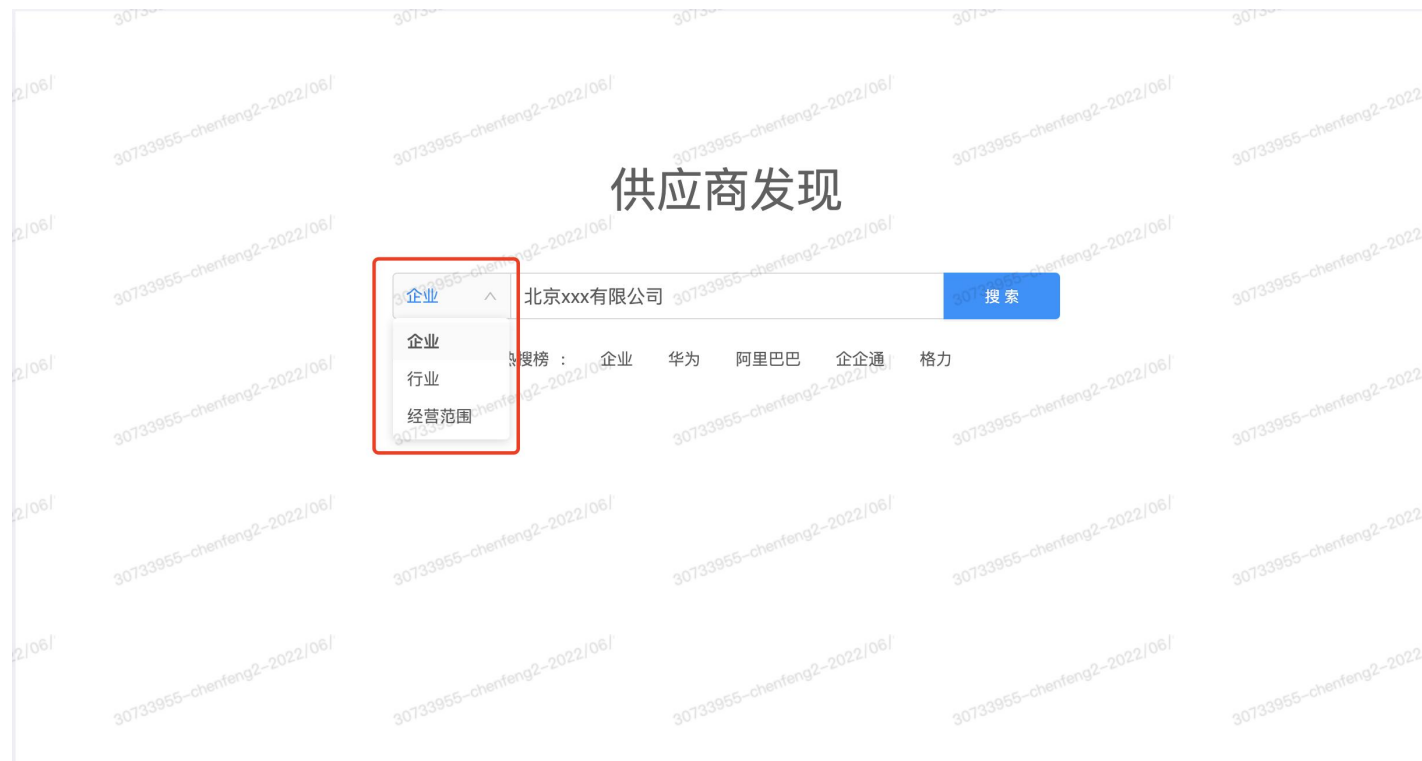 供应商发现
企业 北京xxx有限公司 搜索
企业
搜榜 : 企业 华为 阿里巴巴 企企通 格力
行业
经营范围
30733955-chenfeng2-2022/06/